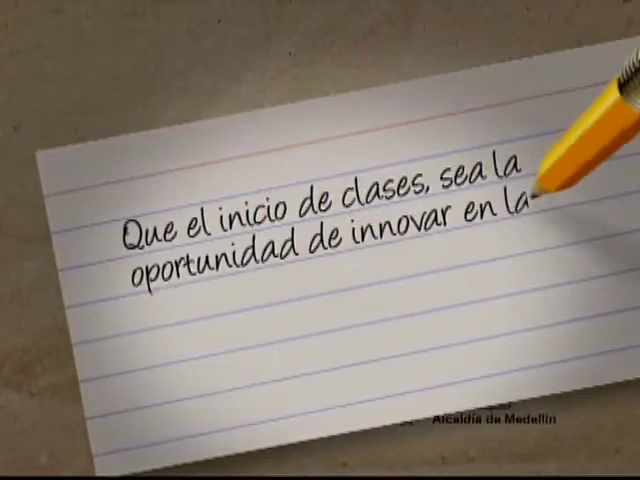 Que el inicio de clases, sea la
oportunidad de innovar en la
Alcaldía de Medellín